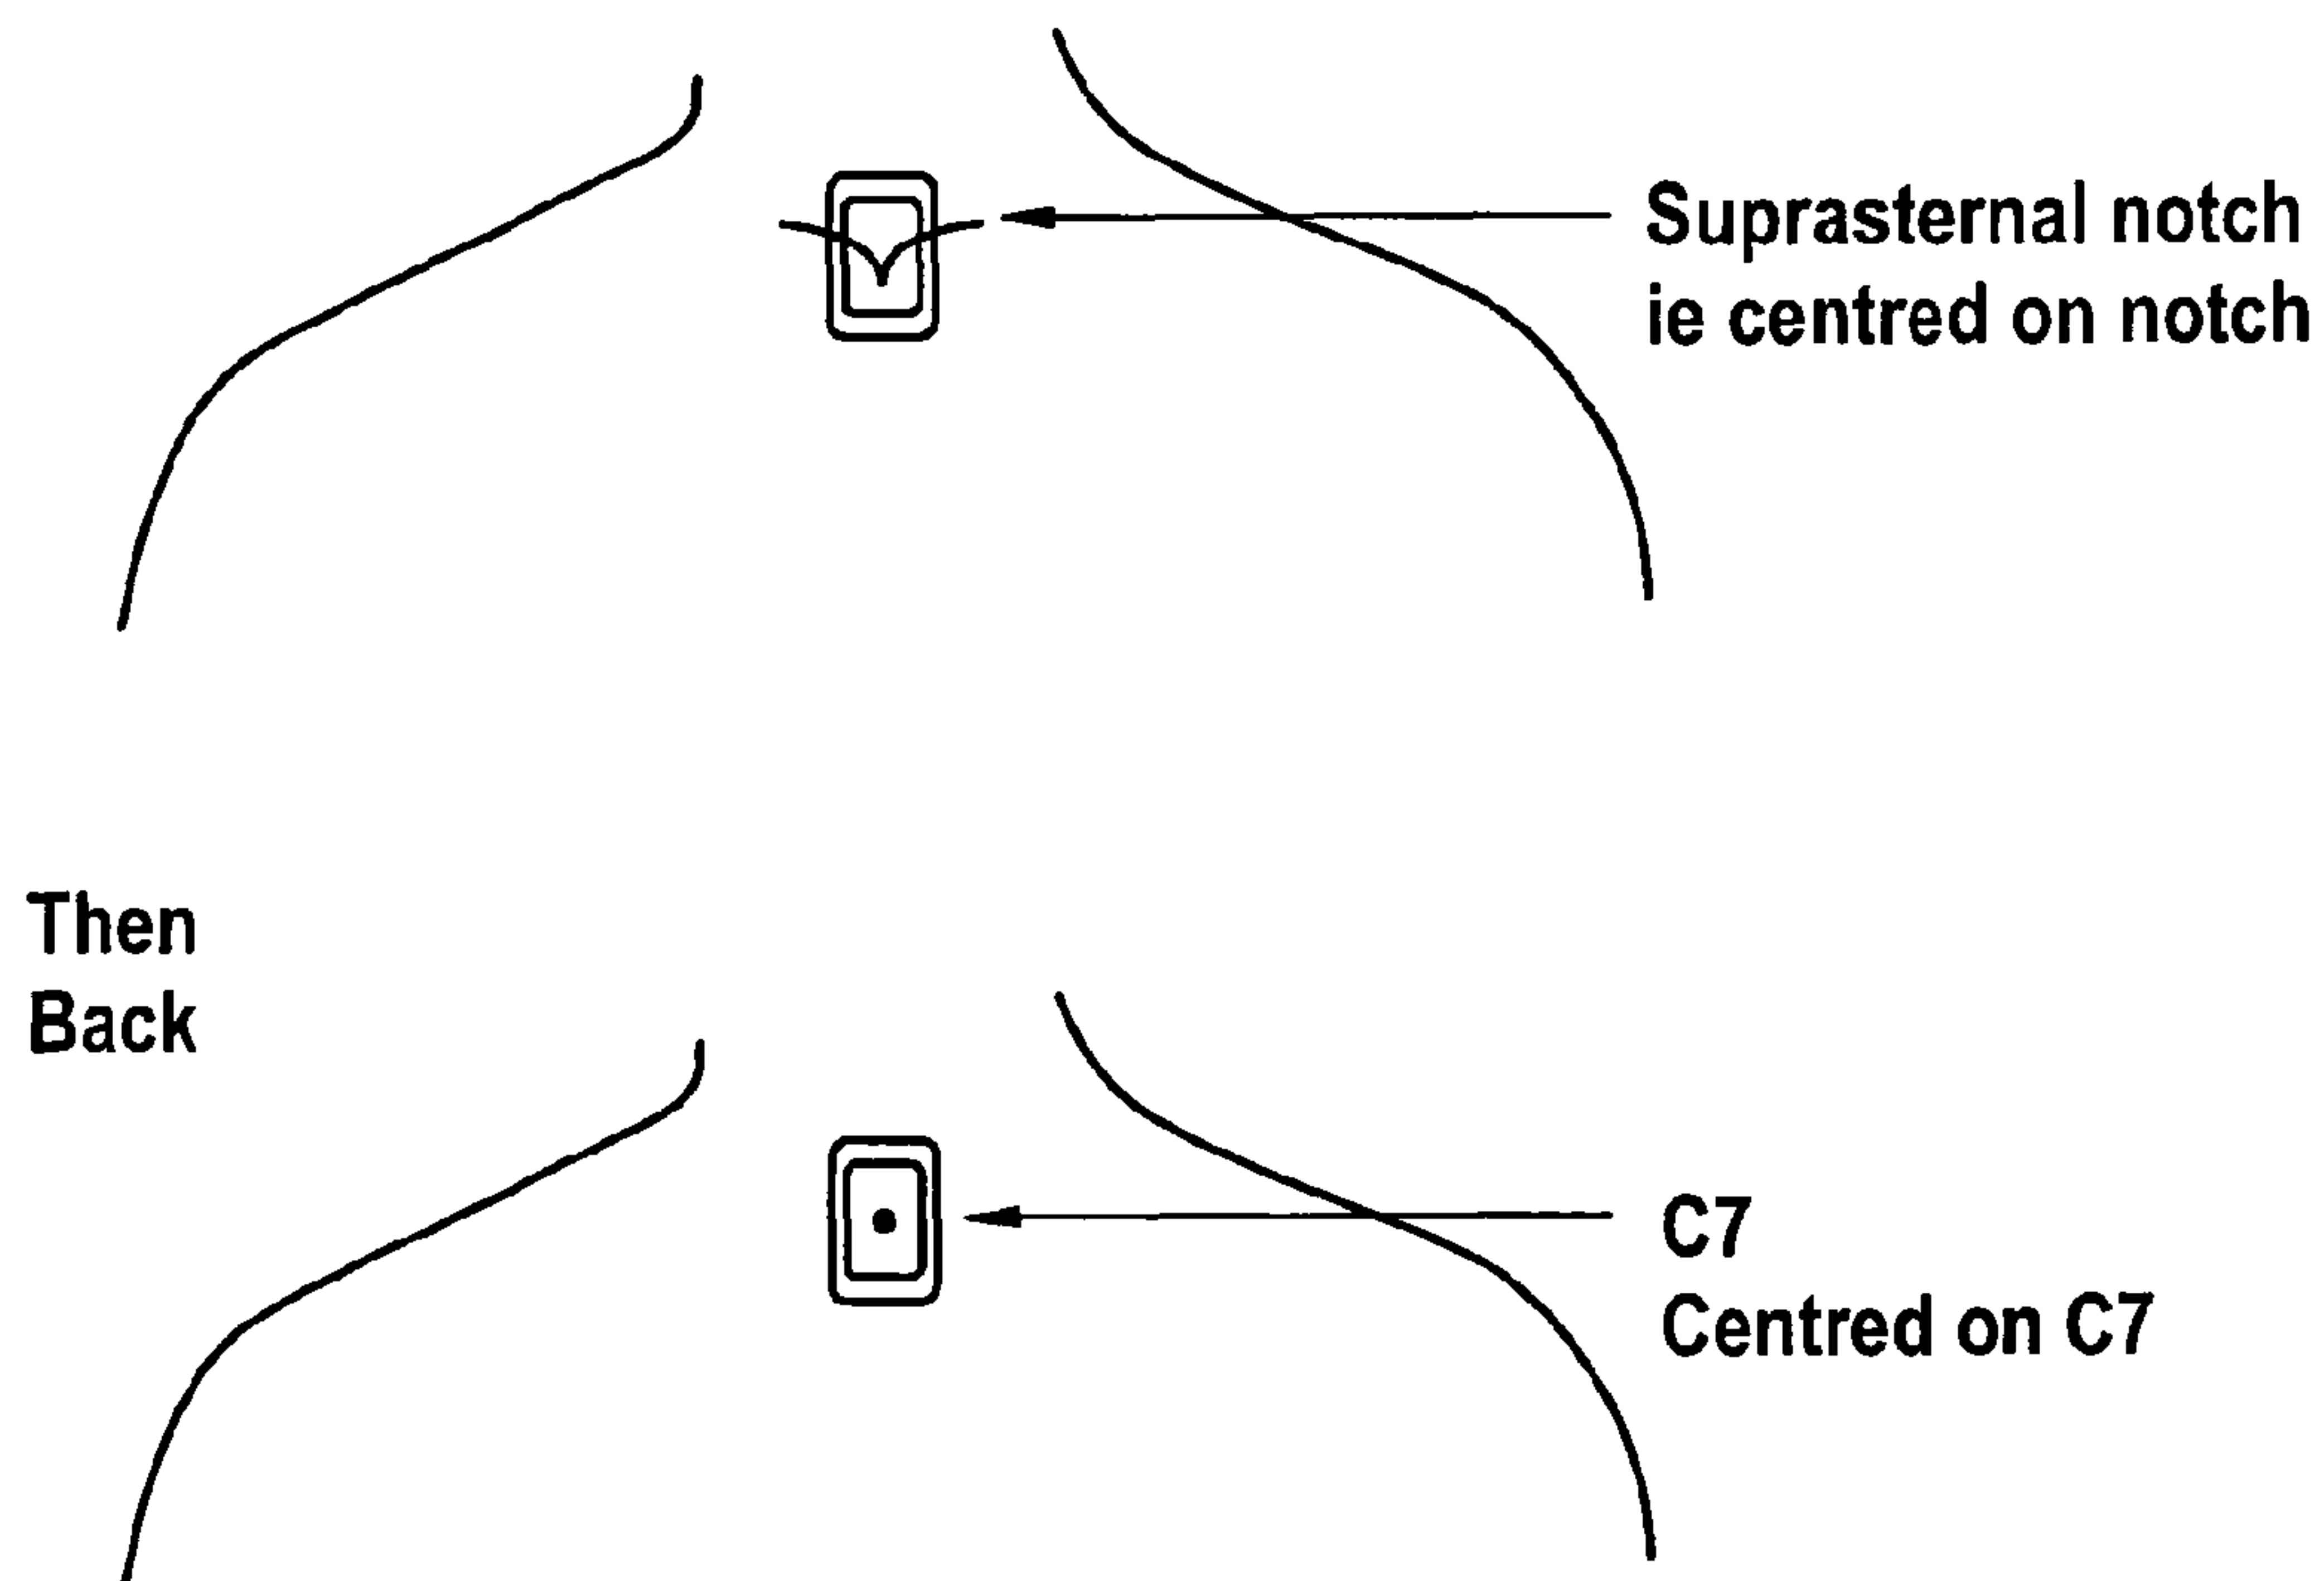 Suprasternal notch
ie centred on notch
Then
Back
C7
Centred on C7